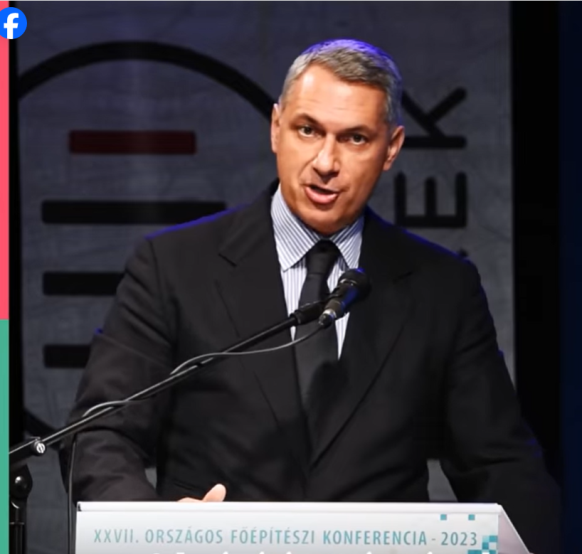 EK
XXVII. ORSZÁGOS FŐÉPÍTÉSZI KONFERENCIA - 2023